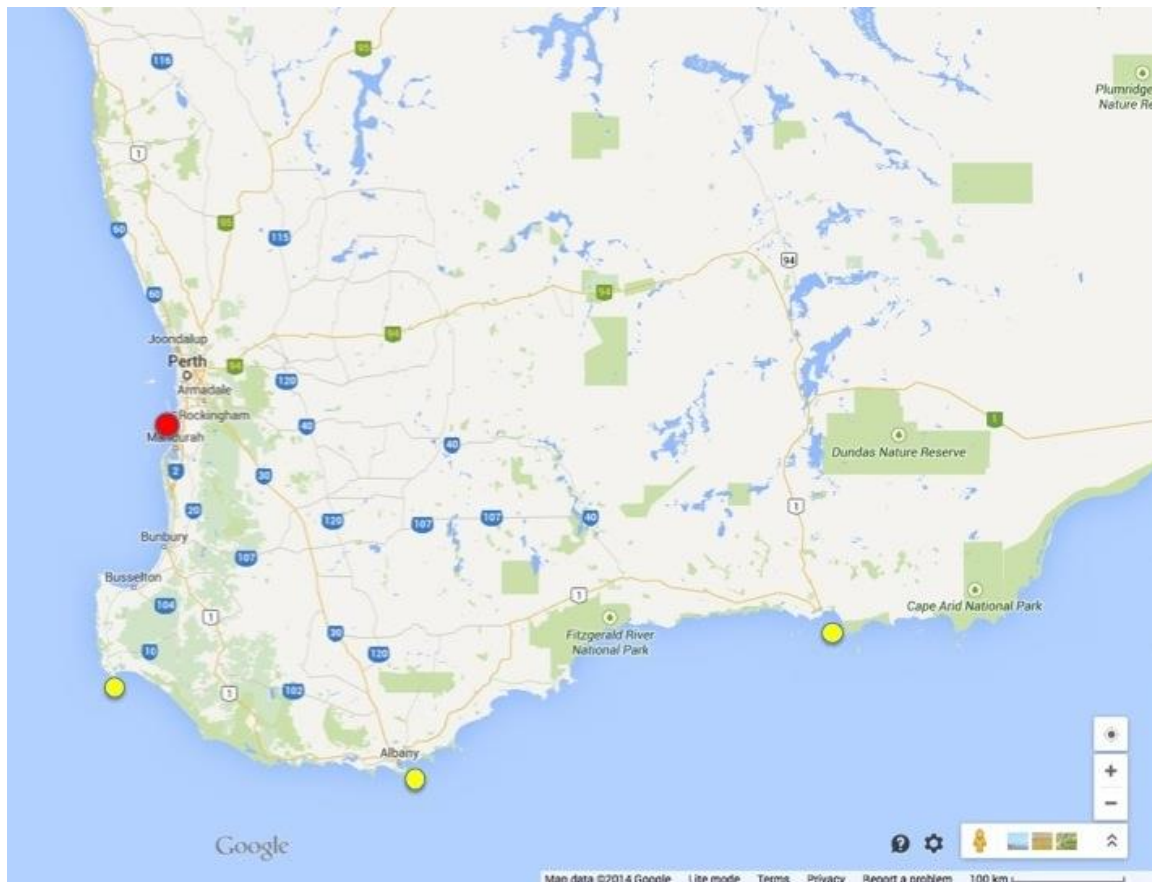 95
116
Plumridge
Nature Re
1
95
60
115
94
60
94
94
Joondalup
Perth
94
Armadale
120
Rockingham
40
Mandurah
40
1
Dundas Nature Reserve
2
30
1
20
120
107
107
40
Bunbury
107
Busselton
1
104
1
Cape Arid National Park
30
Fitzgerald River
National Park
10
120
1
102
Albany
Google
Map data ©2014 Google Lite mode Terms Privacy Report a problem 100 km